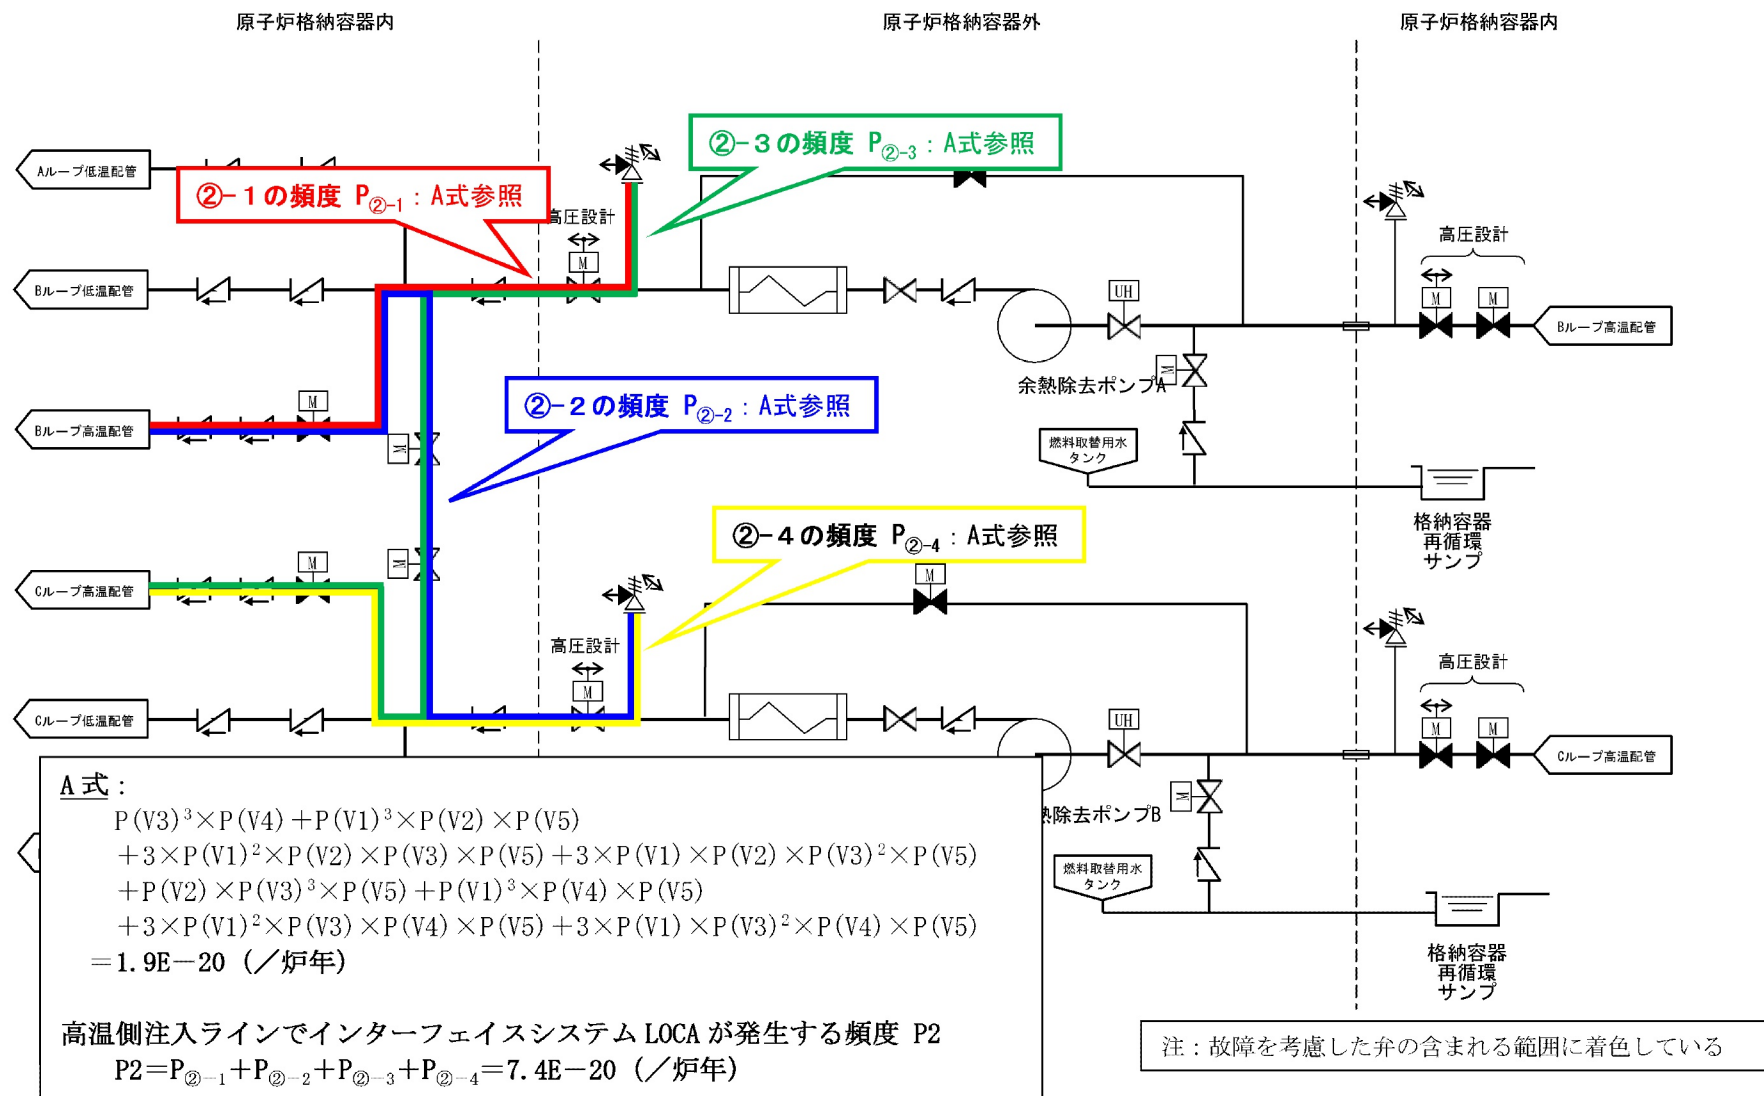 原子炉格納容器内
原子炉格納容器外
原子炉格納容器内
②-3の頻度 P②-3：A式参照
Aループ低温配管
②-1の頻度 P②-1：A式参照
高圧設計
M
高圧設計
M
M
Bループ低温配管
UH
Bループ高温配管
M
余熱除去ポンプA
M
②-2の頻度 P②-2：A式参照
Bループ高温配管
M
燃料取替用水
タンク
格納容器
再循環
サンプ
②-4の頻度 P②-4：A式参照
M
M
Cループ高温配管
M
高圧設計
M
高圧設計
M
M
Cループ低温配管
UH
Cループ高温配管
M
熱除去ポンプB
燃料取替用水
タンク
格納容器
再循環
サンプ
A式：
P(V3)³×P(V4)+P(V1)³×P(V2)×P(V5)
+3×P(V1)²×P(V2)×P(V3)×P(V5)+3×P(V1)×P(V2)×P(V3)²×P(V5)
+P(V2)×P(V3)³×P(V5)+P(V1)³×P(V4)×P(V5)
+3×P(V1)²×P(V3)×P(V4)×P(V5)+3×P(V1)×P(V3)²×P(V4)×P(V5)
＝1.9E－20（／炉年）
高温側注入ラインでインターフェイスシステムLOCAが発生する頻度 P2
P2＝P②－1＋P②－2＋P②－3＋P②－4＝7.4E－20（／炉年）
注：故障を考慮した弁の含まれる範囲に着色している